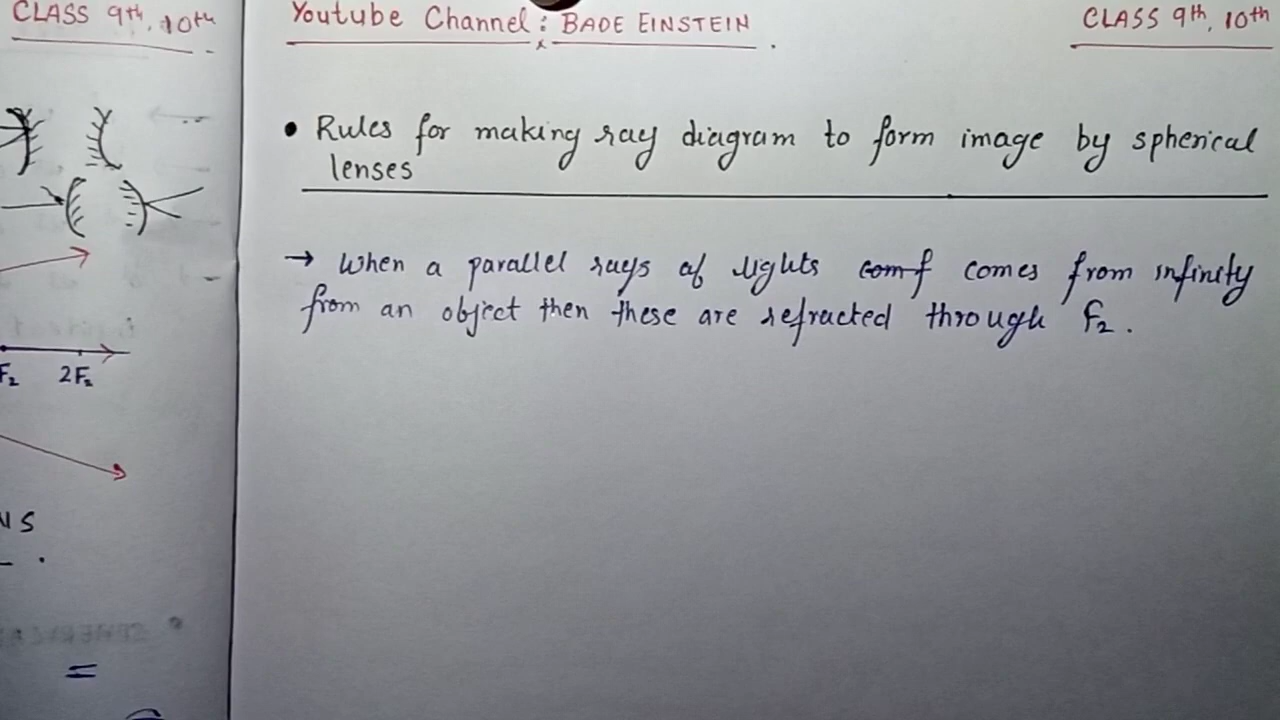 CLASS 9th, 10th
Youtube Channel: BADE EINSTEIN
CLASS 9th, 10th
• Rules for making ray diagram to form image by spherical
lenses
→ When a parallel rays of lights comf comes from infinity
from an object then these are refracted through F₂.
F₂ 2F₂
NS